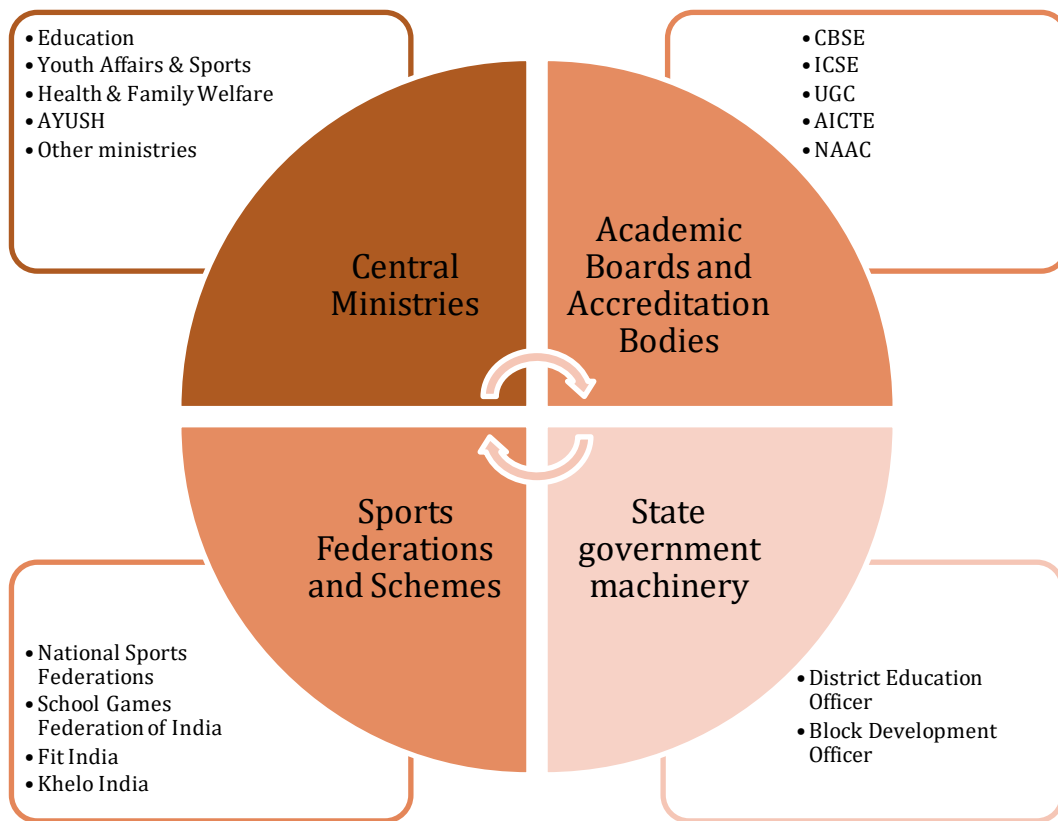 • Education
• Youth Affairs & Sports
• Health & Family Welfare
• AYUSH
• Other ministries
• CBSE
• ICSE
• UGC
• AICTE
• NAAC
Central
Ministries
Academic
Boards and
Accreditation
Bodies
Sports
Federations
and Schemes
State
government
machinery
• National Sports
Federations
• School Games
Federation of India
• Fit India
• Khelo India
• District Education
Officer
• Block Development
Officer